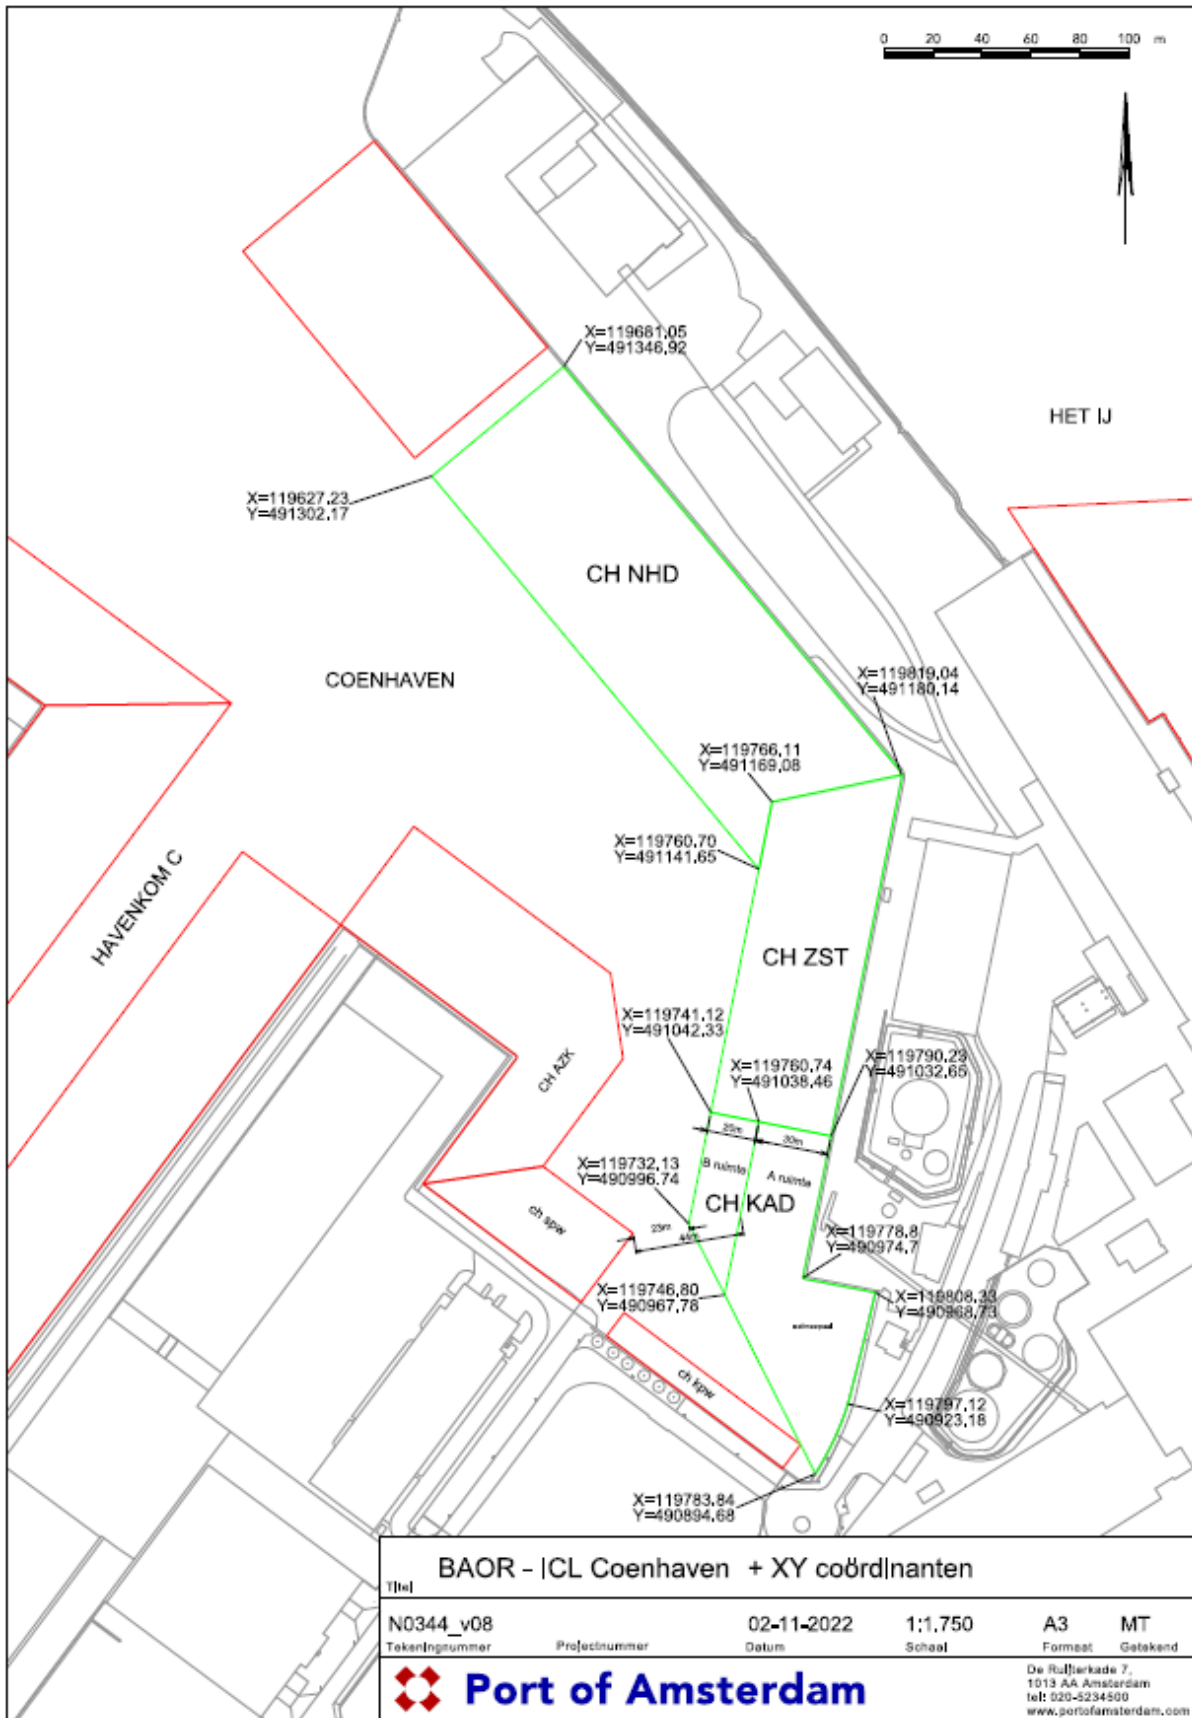 0 20 40 60 80 100 m
X=119681.05
Y=491346.92
HET IJ
X=119627.23
Y=491302.17
CH NHD
COENHAVEN
X=119819.04
Y=491180.14
X=119766.11
Y=491169.08
X=119760.70
Y=491141.65
HAVENKOM C
CH ZST
X=119741.12
Y=491042.33
X=119760.74
Y=491038.46
X=119790.23
Y=491032.65
CH AZK
20m
30m
B ruimte
A ruimte
X=119732.13
Y=490996.74
CH KAD
ch spw
23m
X=119778.8
Y=490974.7
X=119746.80
Y=490967.78
X=119808.33
Y=490968.73
ch kpw
X=119797.12
Y=490923.18
X=119783.84
Y=490894.68
BAOR - ICL Coenhaven + XY coördinanten
Titel
N0344_v08 02-11-2022 1:1.750 A3 MT
Tekeningnummer Projectnummer Datum Schaal Formaat Getekend
Port of Amsterdam
De Ruijterkade 7,
1013 AA Amsterdam
tel: 020-5234500
www.portofamsterdam.com